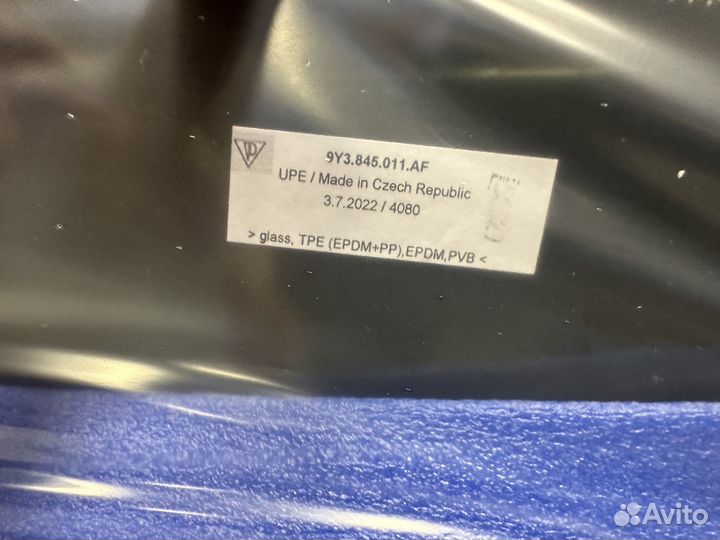 9Y3.845.011.AF
UPE / Made in Czech Republic
3.7.2022 / 4080
> glass, TPE (EPDM+PP),EPDM,PVB <
Avito